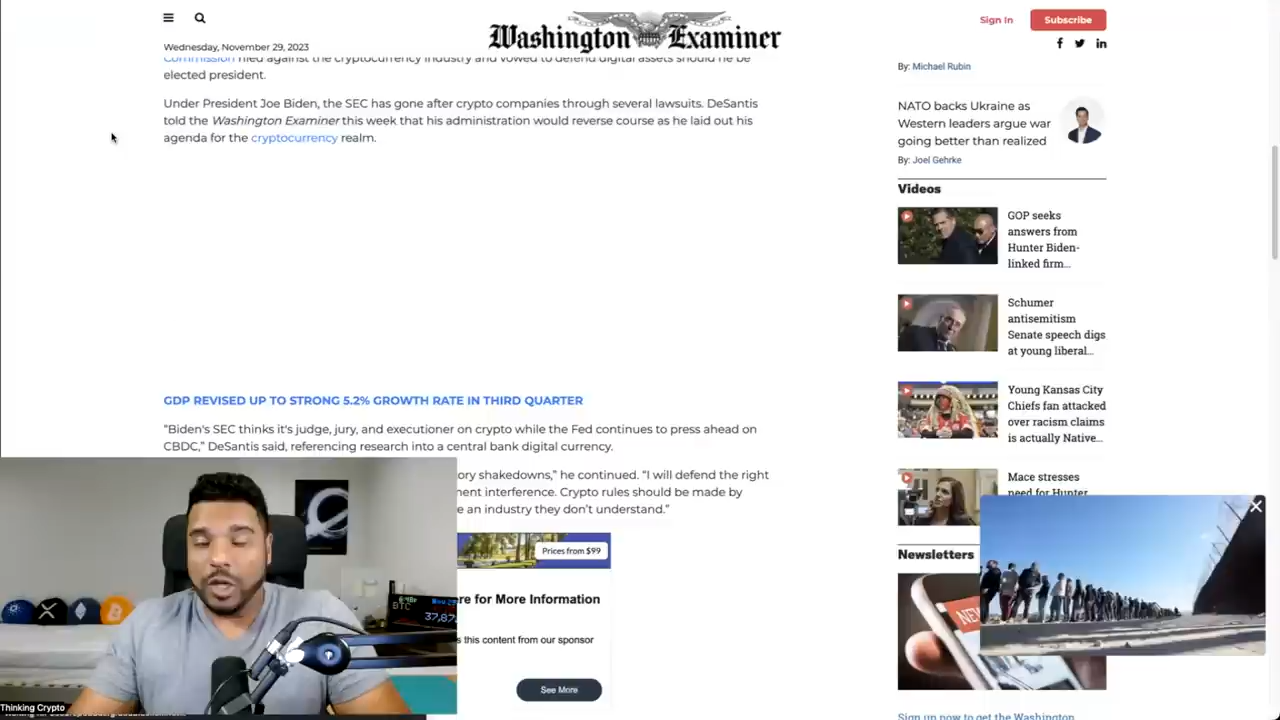 Washington Examiner
Sign In
Subscribe
Wednesday, November 29, 2023
Commission filed against the cryptocurrency industry and vowed to defend digital assets should he be
elected president.
Under President Joe Biden, the SEC has gone after crypto companies through several lawsuits. DeSantis
told the Washington Examiner this week that his administration would reverse course as he laid out his
agenda for the cryptocurrency realm.
GDP REVISED UP TO STRONG 5.2% GROWTH RATE IN THIRD QUARTER
"Biden's SEC thinks it's judge, jury, and executioner on crypto while the Fed continues to press ahead on
CBDC," DeSantis said, referencing research into a central bank digital currency.
ory shakedowns," he continued. "I will defend the right
ment interference. Crypto rules should be made by
e an industry they don't understand."
Prices from $99
re for More Information
s this content from our sponsor
See More
By: Michael Rubin
NATO backs Ukraine as
Western leaders argue war
going better than realized
By: Joel Gehrke
Videos
GOP seeks
answers from
Hunter Biden-
linked firm...
Schumer
antisemitism
Senate speech digs
at young liberal...
Young Kansas City
Chiefs fan attacked
over racism claims
is actually Native...
Mace stresses
need for Hunter
Newsletters
NEW
Sign up now to get the Washington
BTC
37,87
Thinking Crypto